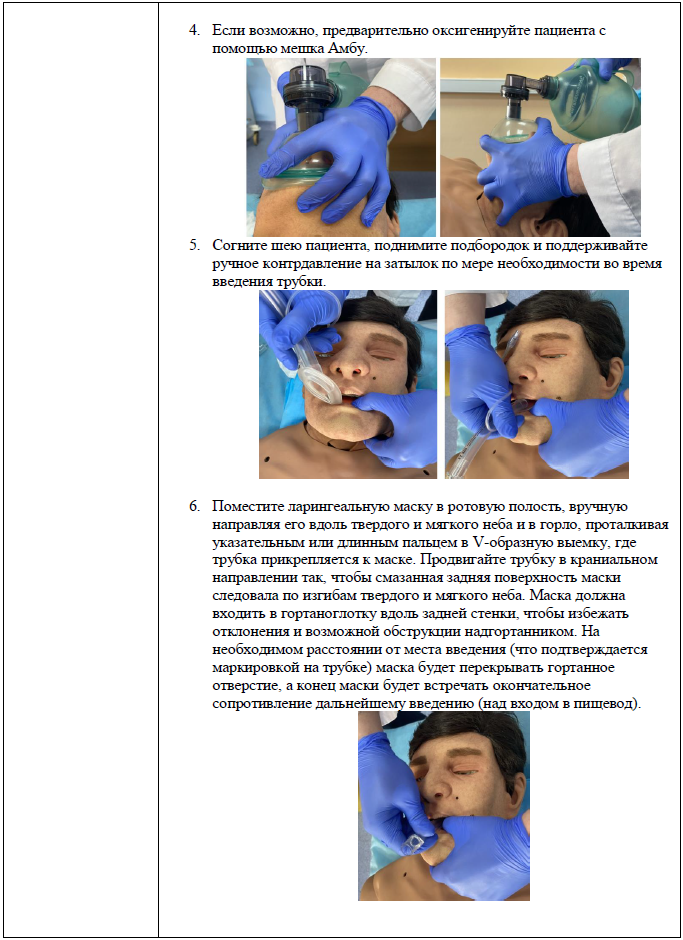 4. Если возможно, предварительно оксигенируйте пациента с
помощью мешка Амбу.
5. Согните шею пациента, поднимите подбородок и поддерживайте
ручное контрдавление на затылок по мере необходимости во время
введения трубки.
6. Поместите ларингеальную маску в ротовую полость, вручную
направляя его вдоль твердого и мягкого неба и в горло, проталкивая
указательным или длинным пальцем в V-образную выемку, где
трубка прикрепляется к маске. Продвигайте трубку в краниальном
направлении так, чтобы смазанная задняя поверхность маски
следовала по изгибам твердого и мягкого неба. Маска должна
входить в гортаноглотку вдоль задней стенки, чтобы избежать
отклонения и возможной обструкции надгортанником. На
необходимом расстоянии от места введения (что подтверждается
маркировкой на трубке) маска будет перекрывать гортанное
отверстие, а конец маски будет встречать окончательное
сопротивление дальнейшему введению (над входом в пищевод).